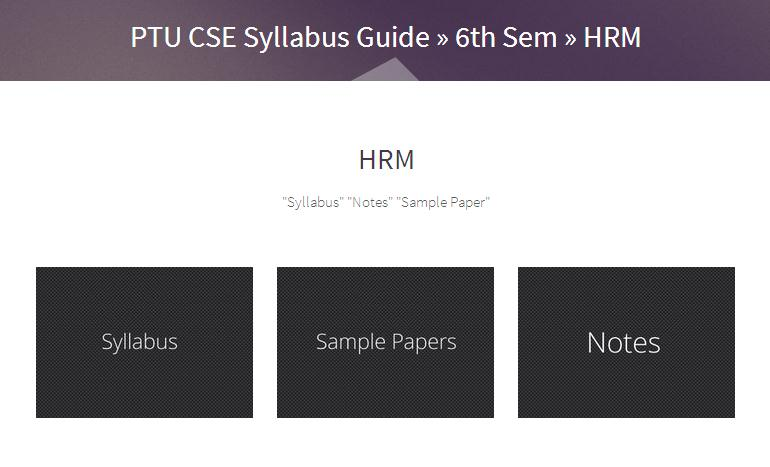 PTU CSE Syllabus Guide » 6th Sem » HRM
HRM
"Syllabus" "Notes" "Sample Paper"
Syllabus
Sample Papers
Notes